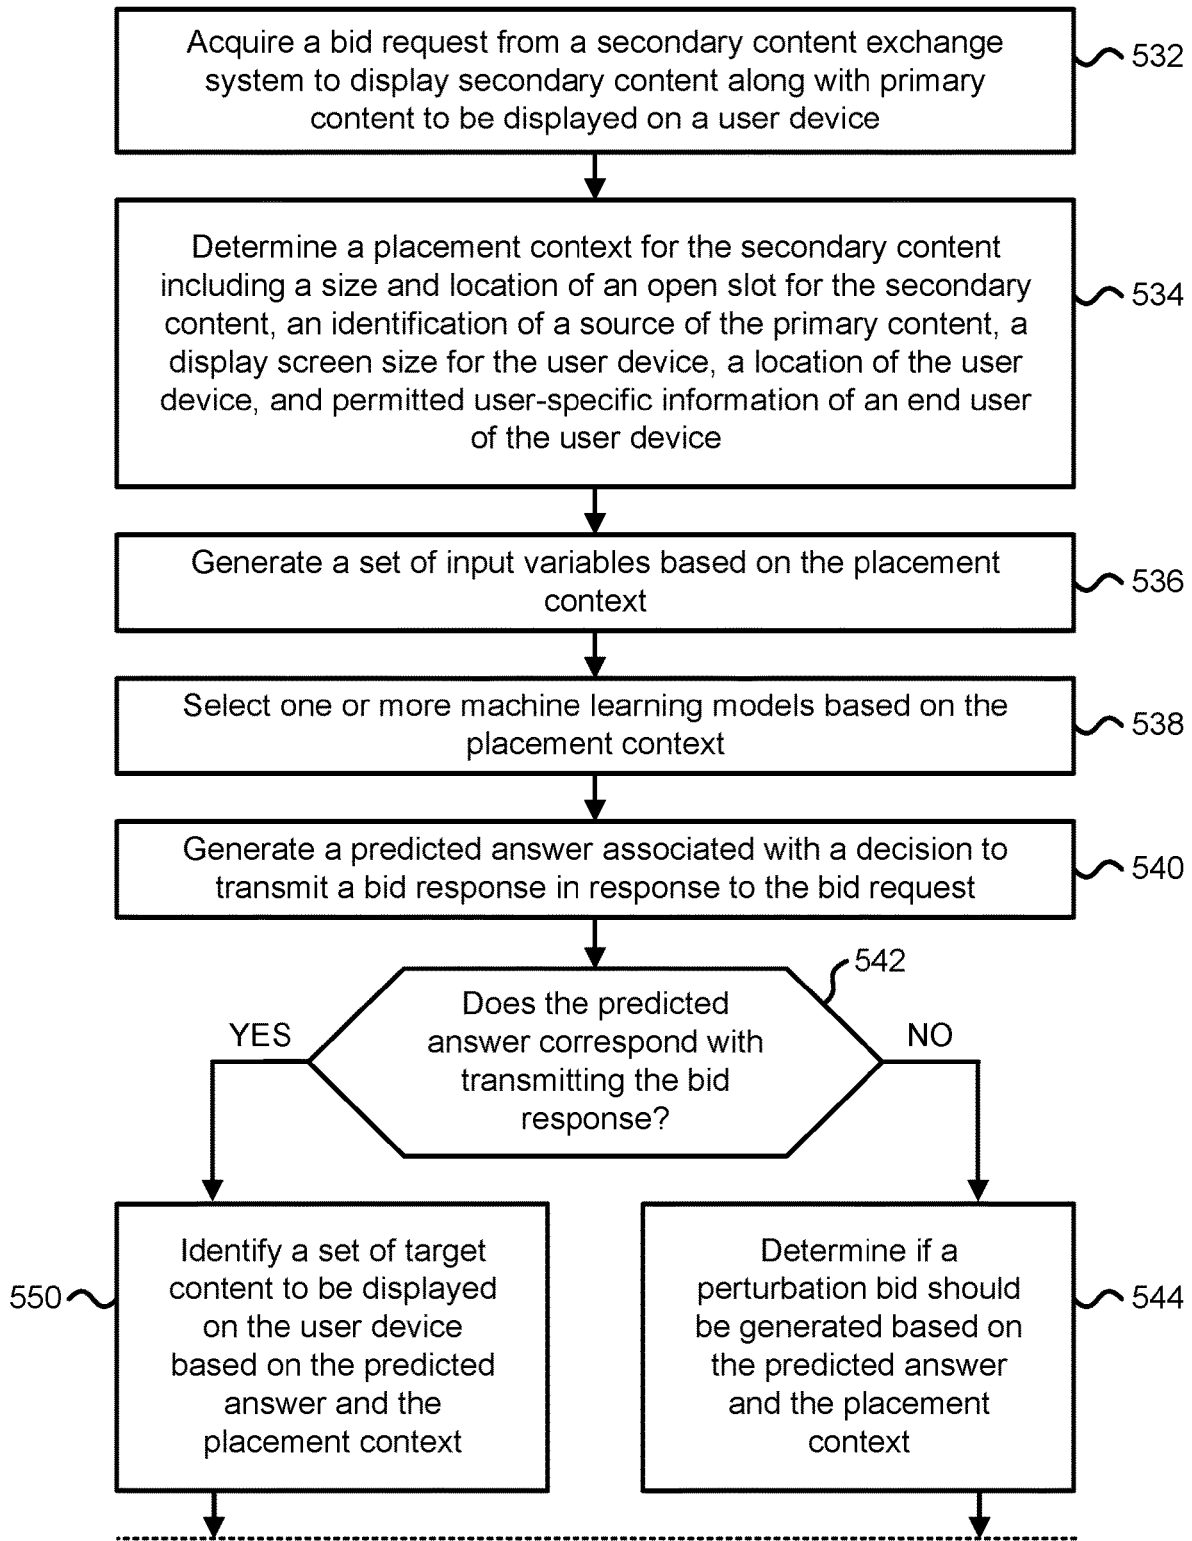 Acquire a bid request from a secondary content exchange
system to display secondary content along with primary
content to be displayed on a user device
532
Determine a placement context for the secondary content
including a size and location of an open slot for the secondary
content, an identification of a source of the primary content, a
display screen size for the user device, a location of the user
device, and permitted user-specific information of an end user
of the user device
534
Generate a set of input variables based on the placement
context
536
Select one or more machine learning models based on the
placement context
538
Generate a predicted answer associated with a decision to
transmit a bid response in response to the bid request
540
542
Does the predicted
answer correspond with
transmitting the bid
response?
YES
NO
550
Identify a set of target
content to be displayed
on the user device
based on the predicted
answer and the
placement context
Determine if a
perturbation bid should
be generated based on
the predicted answer
and the placement
context
544